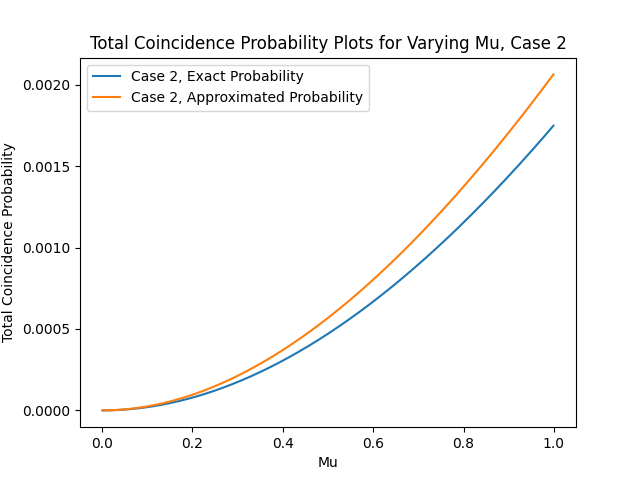 Total Coincidence Probability Plots for Varying Mu, Case 2
Case 2, Exact Probability
Case 2, Approximated Probability
Total Coincidence Probability
0.0020
0.0015
0.0010
0.0005
0.0000
0.0 0.2 0.4 0.6 0.8 1.0
Mu